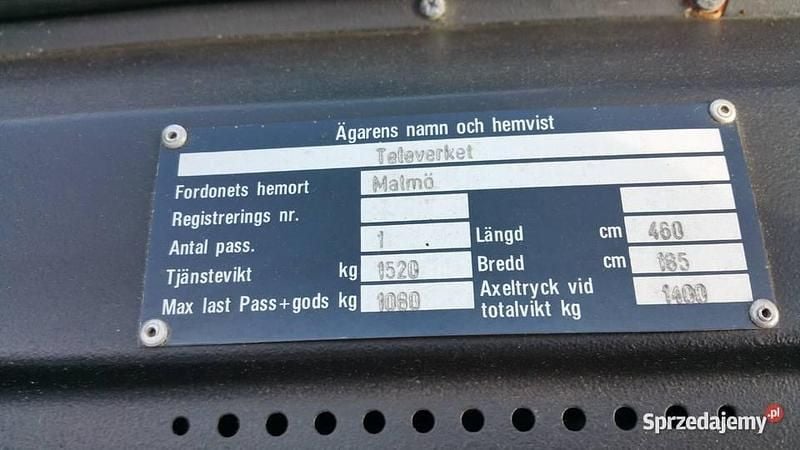 Ägarens namn och hemvist
Televerket
Fordonets hemort Malmö
Registrerings nr.
Antal pass. 1 Längd cm 460
Tjänstevikt kg 1520 Bredd cm 185
Max last Pass+gods kg 1080 Axeltryck vid totalvikt kg 1400
Sprzedajemy.pl